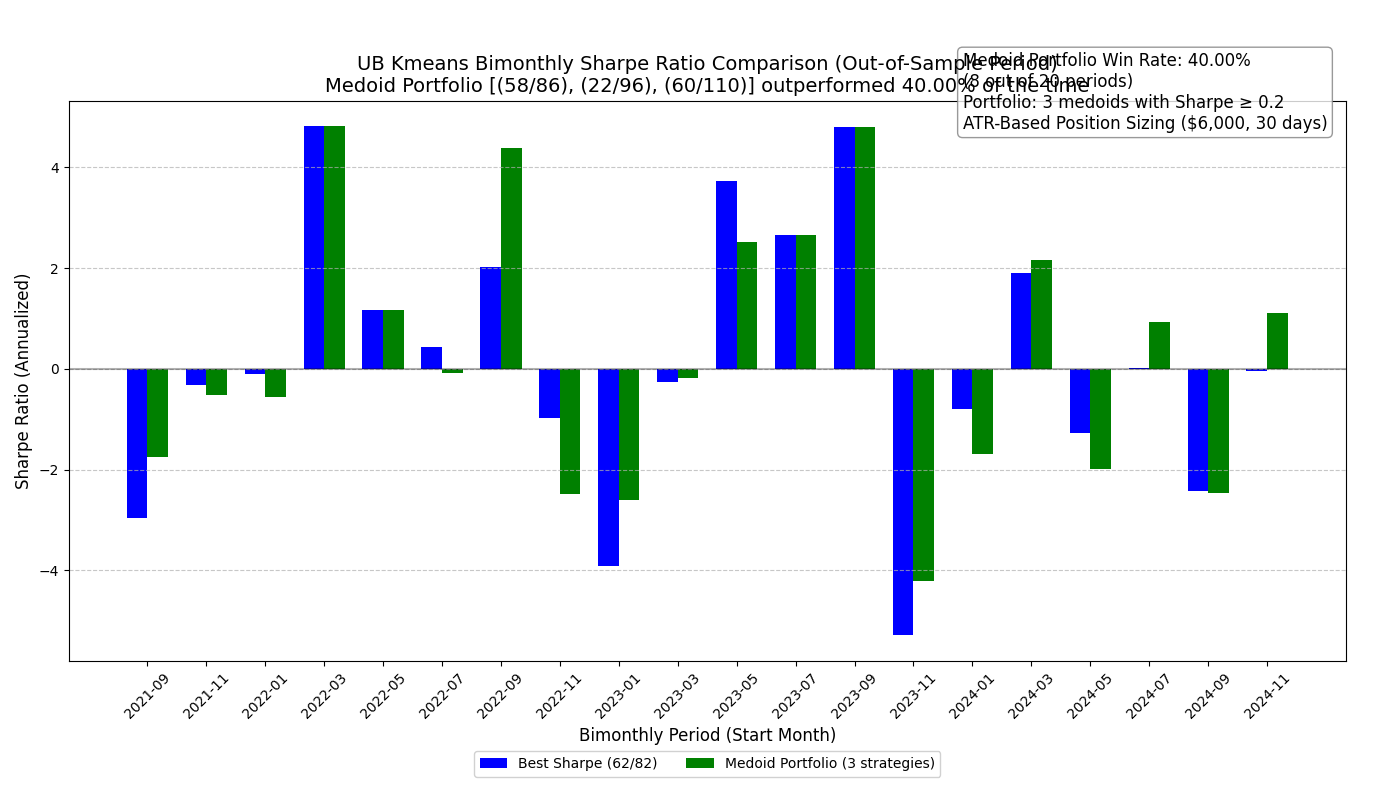 UB Kmeans Bimonthly Sharpe Ratio Comparison (Out-of-Sample Period)
Medoid Portfolio [(58/86), (22/96), (60/110)] outperformed 40.00% of the time
Medoid Portfolio Win Rate: 40.00%
(8 out of 20 periods)
Portfolio: 3 medoids with Sharpe ≥ 0.2
ATR-Based Position Sizing ($6,000, 30 days)
Sharpe Ratio (Annualized)
4
2
0
−2
−4
2021-09
2021-11
2022-01
2022-03
2022-05
2022-07
2022-09
2022-11
2023-01
2023-03
2023-05
2023-07
2023-09
2023-11
2024-01
2024-03
2024-05
2024-07
2024-09
2024-11
Bimonthly Period (Start Month)
Best Sharpe (62/82)
Medoid Portfolio (3 strategies)